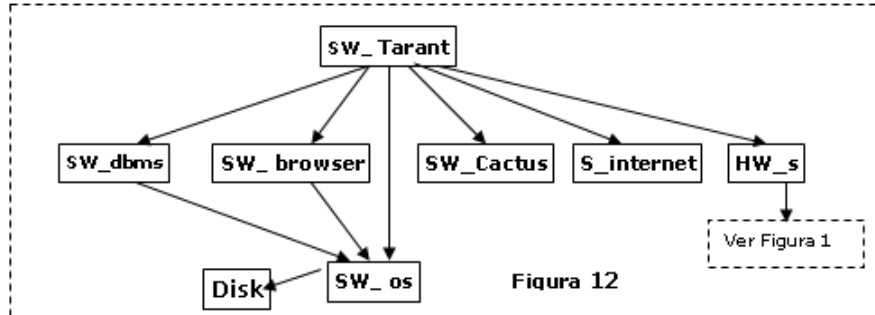 SW_ Tarant
SW_dbms
SW_ browser
SW_Cactus
S_internet
HW_s
Ver Figura 1
Disk
SW_ os
Figura 12